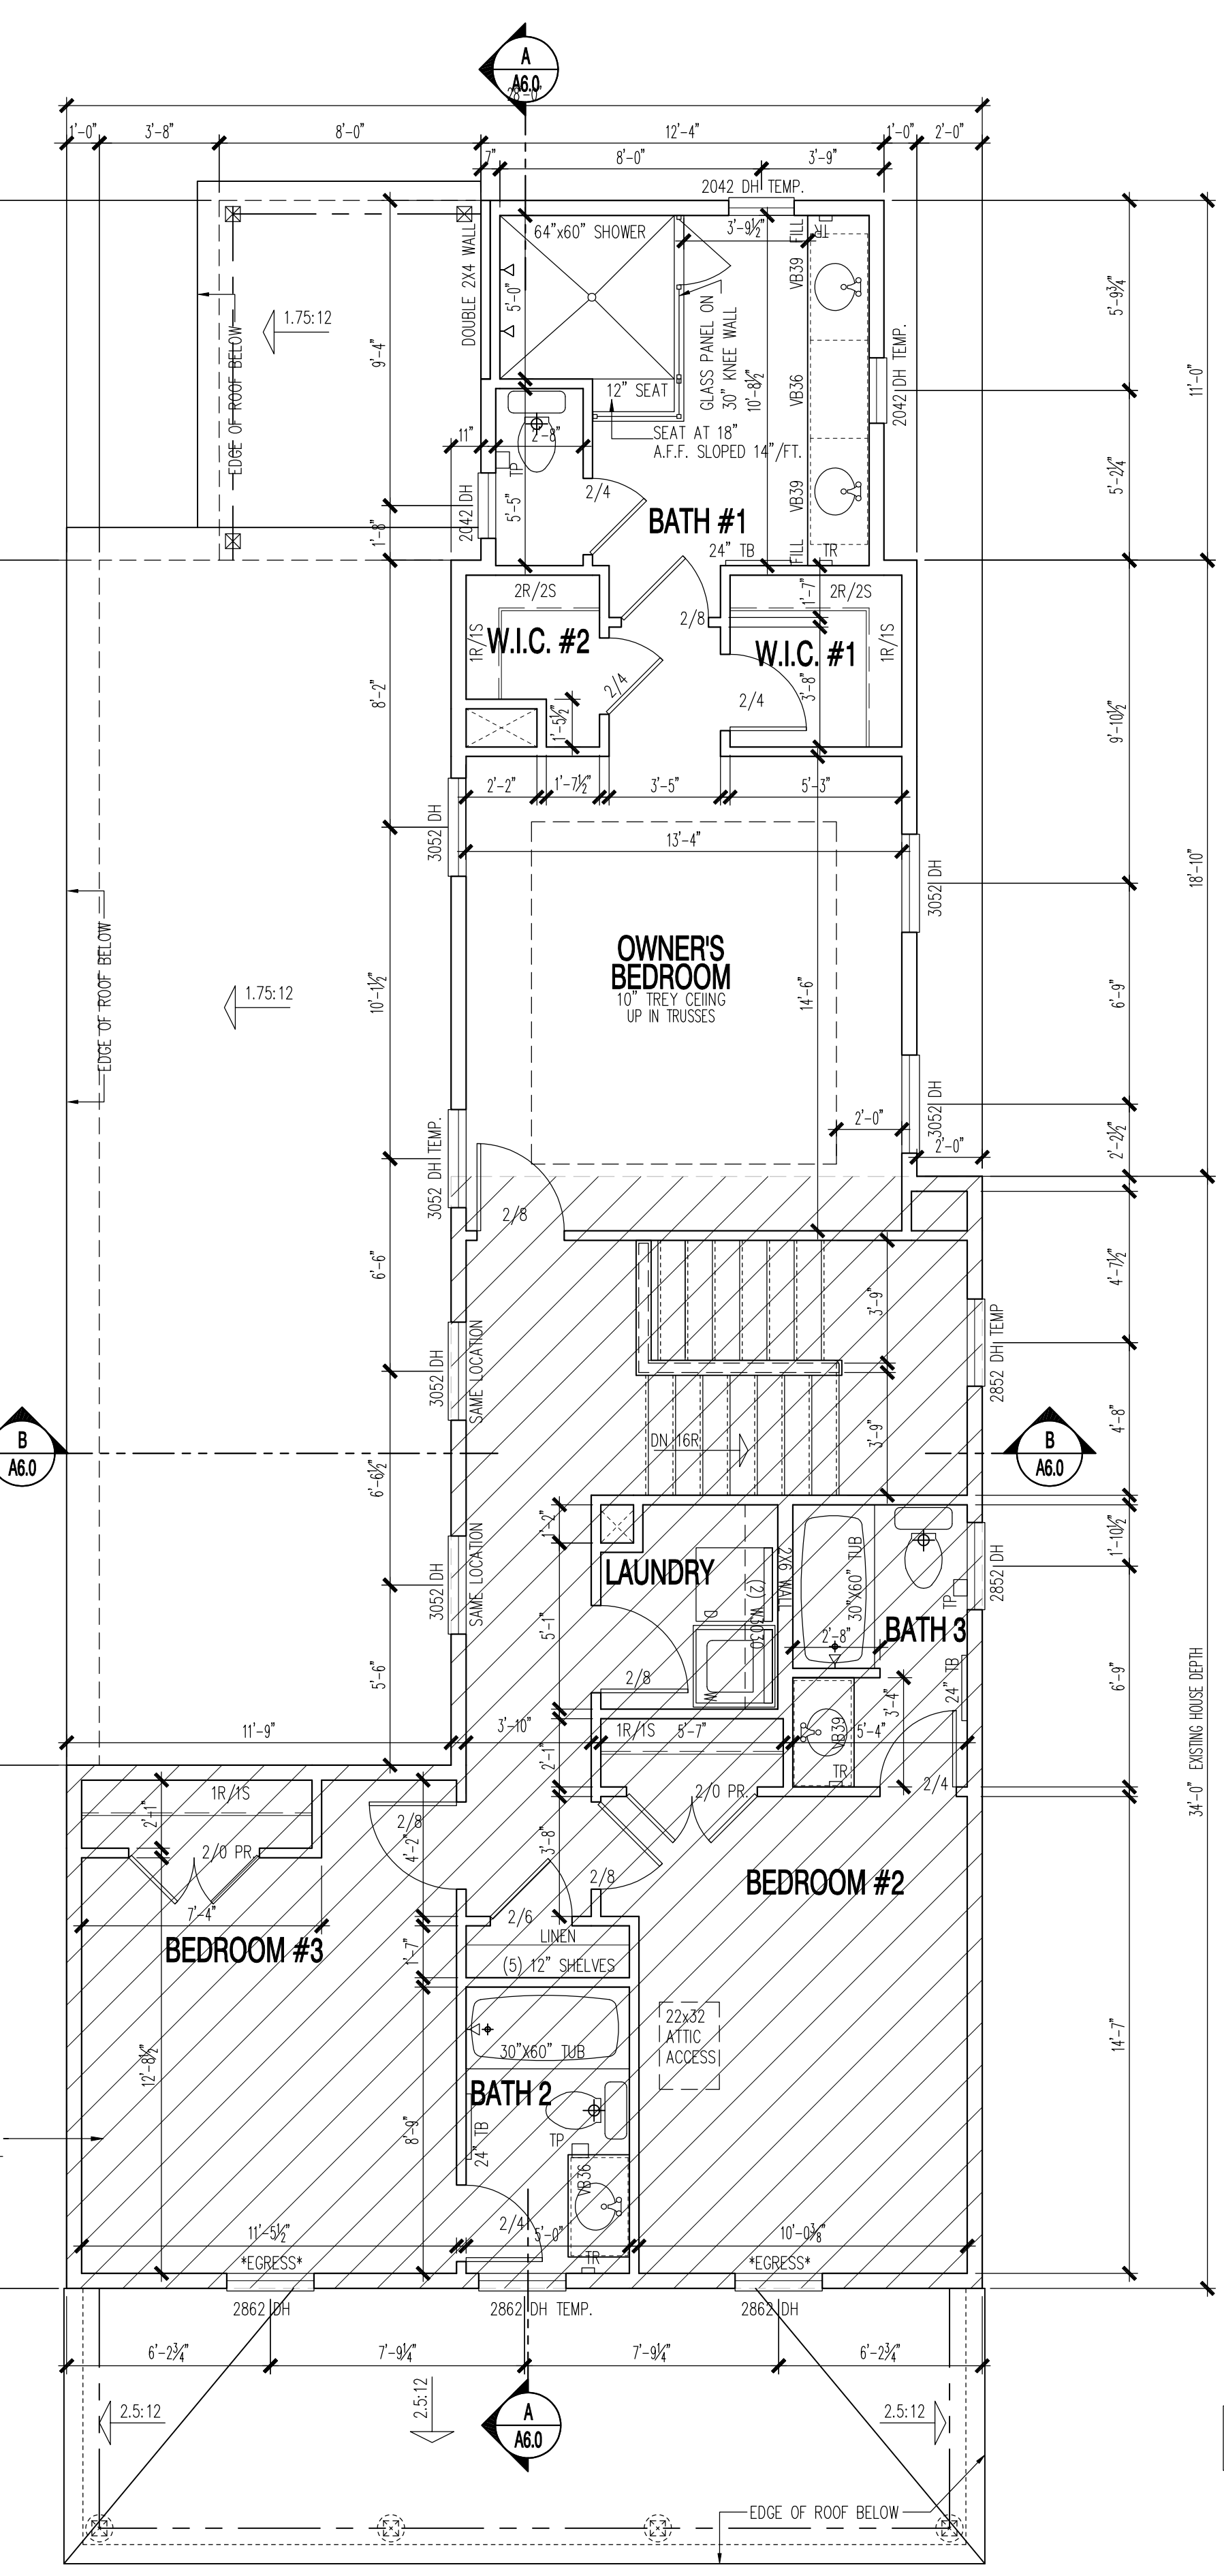 A
A6.0
28'-0"
1'-0"
3'-8"
8'-0"
12'-4"
1'-0"
2'-0"
7"
8'-0"
3'-9"
2042 DH TEMP.
64"x60" SHOWER
3'-9½"
FILL
TR
VB39
DOUBLE 2X4 WALL
5'-0"
GLASS PANEL ON
30" KNEE WALL
10'-8½"
5'-9¾"
1.75:12
EDGE OF ROOF BELOW
9'-4"
2042 DH TEMP.
11'-0"
12" SEAT
VB36
SEAT AT 18"
A.F.F. SLOPED 14"/FT.
11"
2'-8"
TP
5'-5"
2/4
2042 DH
1'-8"
BATH #1
VB39
5'-2¼"
24" TB
FILL
TR
2R/2S
1'-7"
2R/2S
2/8
1R/1S
W.I.C. #2
W.I.C. #1
1R/1S
2/4
3'-8"
2/4
8'-2"
1'-5½"
9'-10½"
2'-2"
1'-7½"
3'-5"
5'-3"
3052 DH
13'-4"
3052 DH
18'-10"
OWNER'S
BEDROOM
10" TREY CEIING
UP IN TRUSSES
EDGE OF ROOF BELOW
1.75:12
10'-1½"
14'-6"
6'-9"
3052 DH TEMP.
3052 DH
2'-0"
2'-0"
2'-2½"
2/8
6'-6"
3'-9"
4'-7½"
3052 DH
SAME LOCATION
2852 DH TEMP
B
A6.0
DN 16R
3'-9"
4'-8"
B
A6.0
6'-6½"
1'-2"
1'-10½"
3052 DH
SAME LOCATION
LAUNDRY
2X6 WALL
(2) W3030
D
W
30"X60" TUB
2852 DH
TP
BATH 3
2'-8"
5'-1"
2/8
24" TB
3'-4"
6'-9"
5'-6"
34'-0" EXISTING HOUSE DEPTH
11'-9"
3'-10"
1R/1S
5'-7"
VB39
5'-4"
2'-1"
TR
2/4
2/0 PR.
1R/1S
2'-1"
2/8
2/0 PR.
4'-2"
3'-8"
2/8
BEDROOM #2
7'-4"
2/6
BEDROOM #3
LINEN
1'-7"
(5) 12" SHELVES
22x32
ATTIC
ACCESS
30"X60" TUB
12'-8½"
14'-7"
BATH 2
8'-9"
24" TB
TP
VB36
2/4
5'-0"
TR
11'-5½"
10'-0⅜"
*EGRESS*
*EGRESS*
2862 DH
2862 DH TEMP.
2862 DH
6'-2¾"
7'-9¼"
7'-9¼"
6'-2¾"
2.5:12
2.5:12
2.5:12
A
A6.0
EDGE OF ROOF BELOW